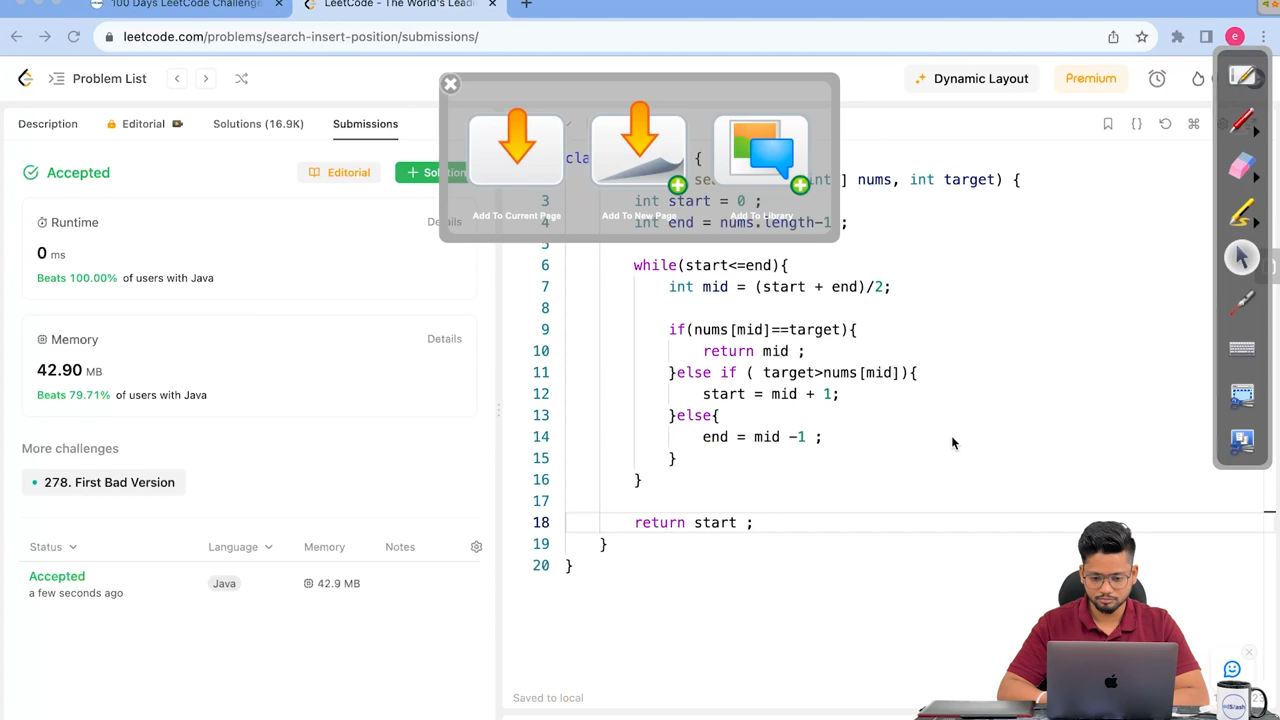 100 Days LeetCode Challenge
LeetCode - The World's Leadi
leetcode.com/problems/search-insert-position/submissions/
e
Problem List
Dynamic Layout
Premium
Description
Editorial
Solutions (16.9K)
Submissions
Accepted
Editorial
Solution
Runtime
Details
0 ms
Beats 100.00% of users with Java
Memory
Details
42.90 MB
Beats 79.71% of users with Java
More challenges
278. First Bad Version
Status
Language
Memory
Notes
Accepted
a few seconds ago
Java
42.9 MB
Add To Current Page
Add To New Page
Add To Library
cla { 
se int ] nums, int target) {
3 int start = 0 ;
4 int end = nums.length-1 ;
5
6 while(start<=end){
7 int mid = (start + end)/2;
8
9 if(nums[mid]==target){
10 return mid ;
11 }else if ( target>nums[mid]){
12 start = mid + 1;
13 }else{
14 end = mid -1 ;
15 }
16 }
17
18 return start ;
19 }
20 }
Saved to local